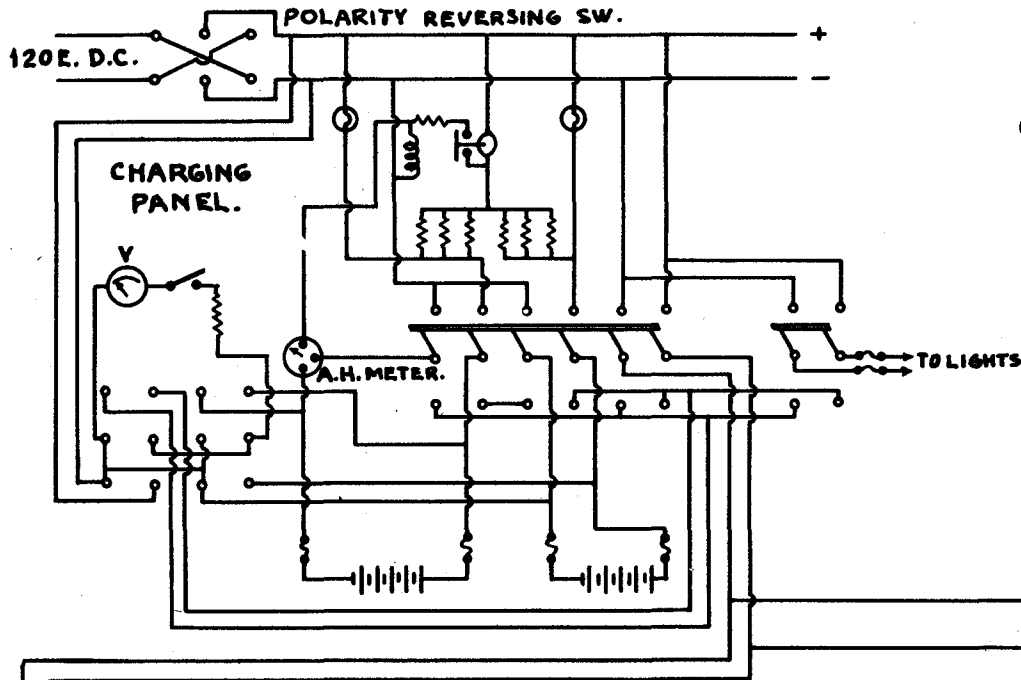 POLARITY REVERSING SW.
+
120E. D.C.
−
CHARGING
PANEL.
V
A.H. METER.
TO LIGHTS